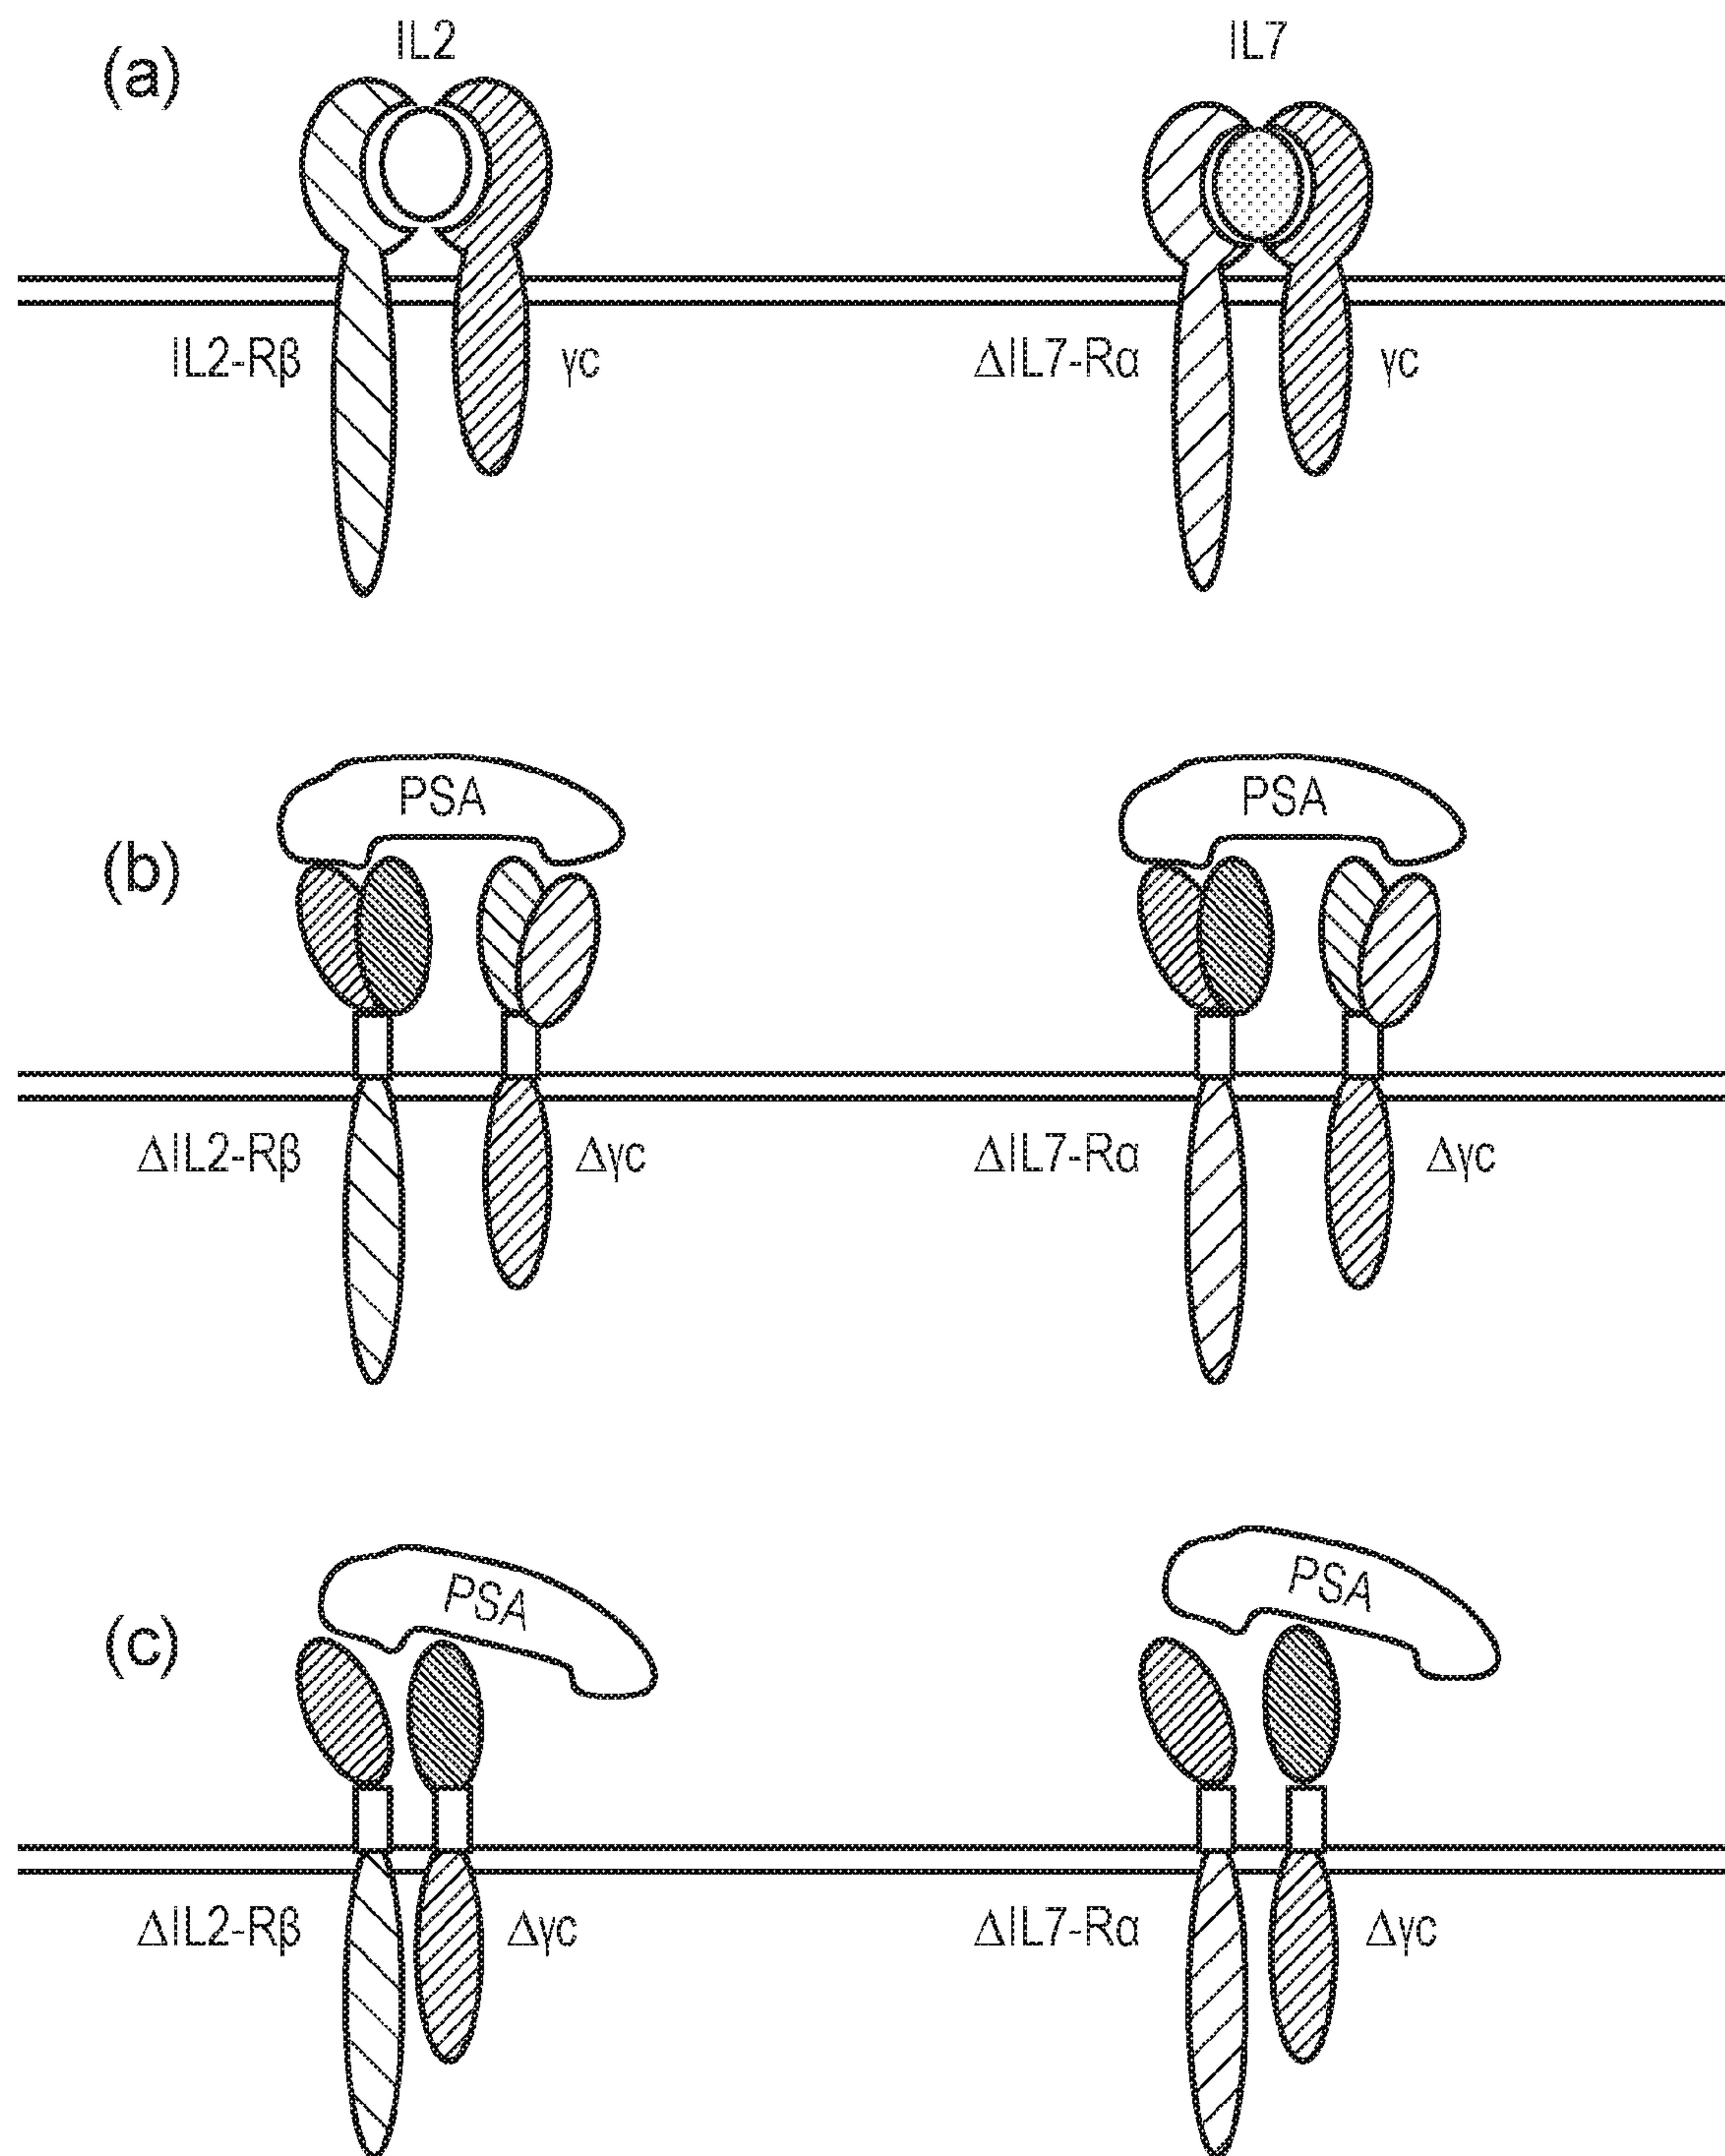 (a)
IL2 IL7
IL2-Rβ γc ΔIL7-Rα γc
(b)
PSA PSA
ΔIL2-Rβ Δγc ΔIL7-Rα Δγc
(c)
PSA PSA
ΔIL2-Rβ Δγc ΔIL7-Rα Δγc